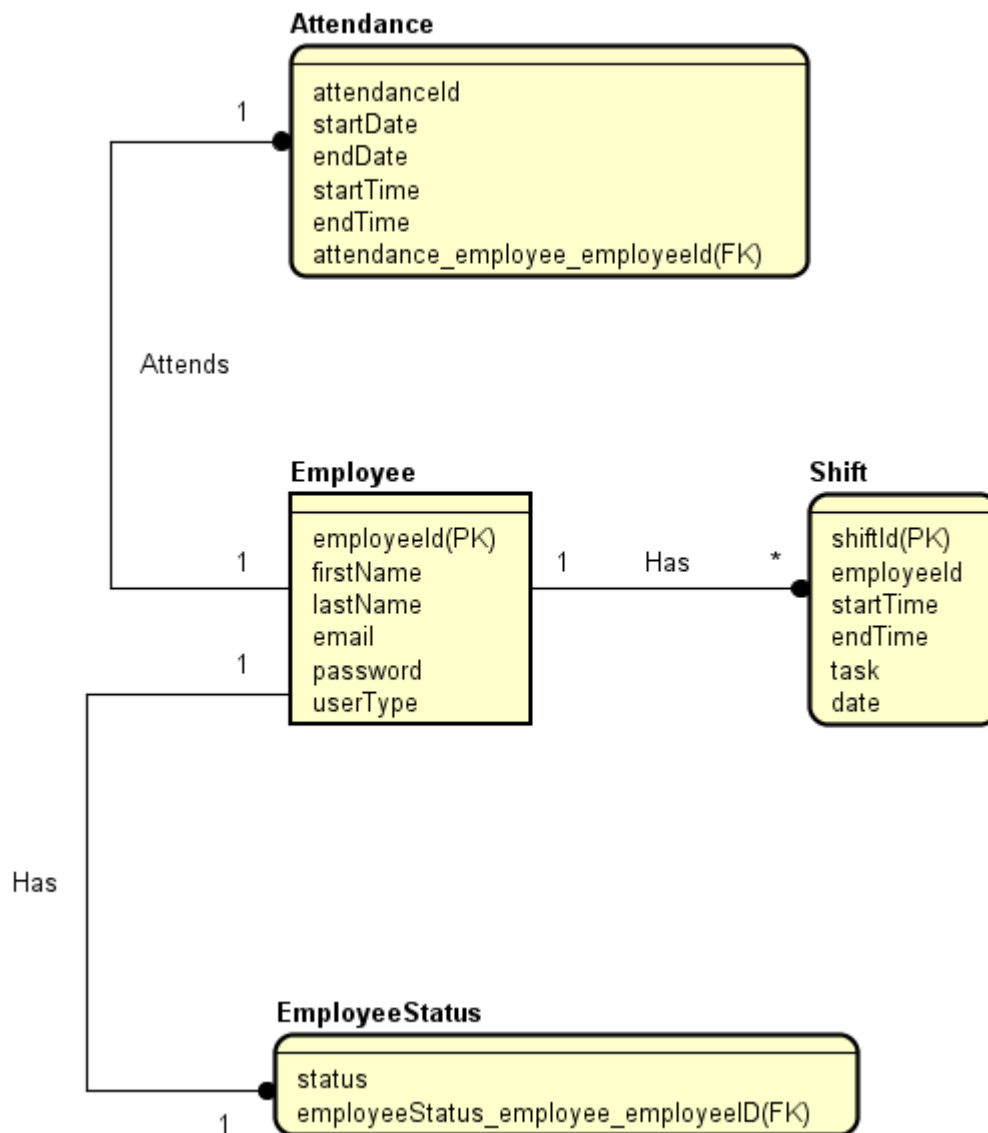 Attendance
attendanceId
startDate
endDate
startTime
endTime
attendance_employee_employeeId(FK)
1
Attends
1
Employee
employeeId(PK)
firstName
lastName
email
password
userType
1
Has
*
Shift
shiftId(PK)
employeeId
startTime
endTime
task
date
1
Has
1
EmployeeStatus
status
employeeStatus_employee_employeeID(FK)